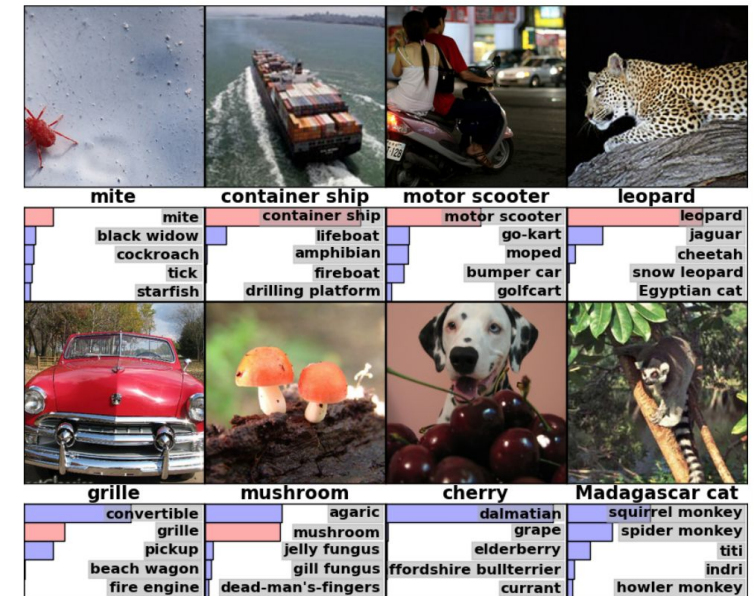 mite container ship motor scooter leopard
mite container ship motor scooter leopard
black widow lifeboat go-kart jaguar
cockroach amphibian moped cheetah
tick fireboat bumper car snow leopard
starfish drilling platform golfcart Egyptian cat
grille mushroom cherry Madagascar cat
convertible agaric dalmatian squirrel monkey
grille mushroom grape spider monkey
pickup jelly fungus elderberry titi
beach wagon gill fungus ffordshire bullterrier indri
fire engine dead-man's-fingers currant howler monkey